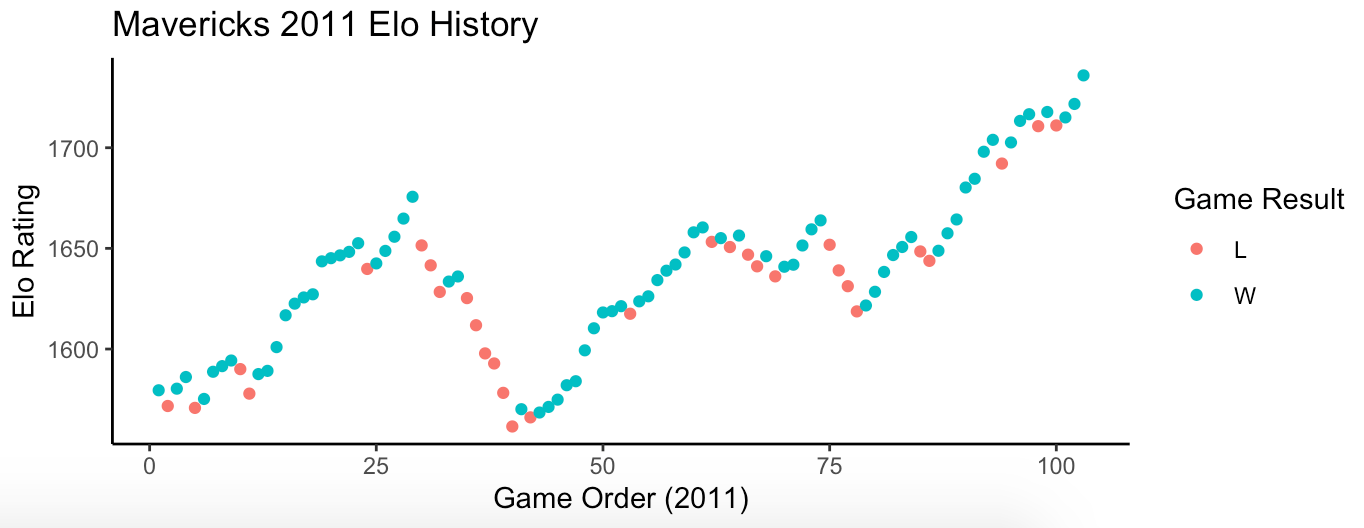 Mavericks 2011 Elo History
Elo Rating
1700
1650
1600
0 25 50 75 100
Game Order (2011)
Game Result
L
W